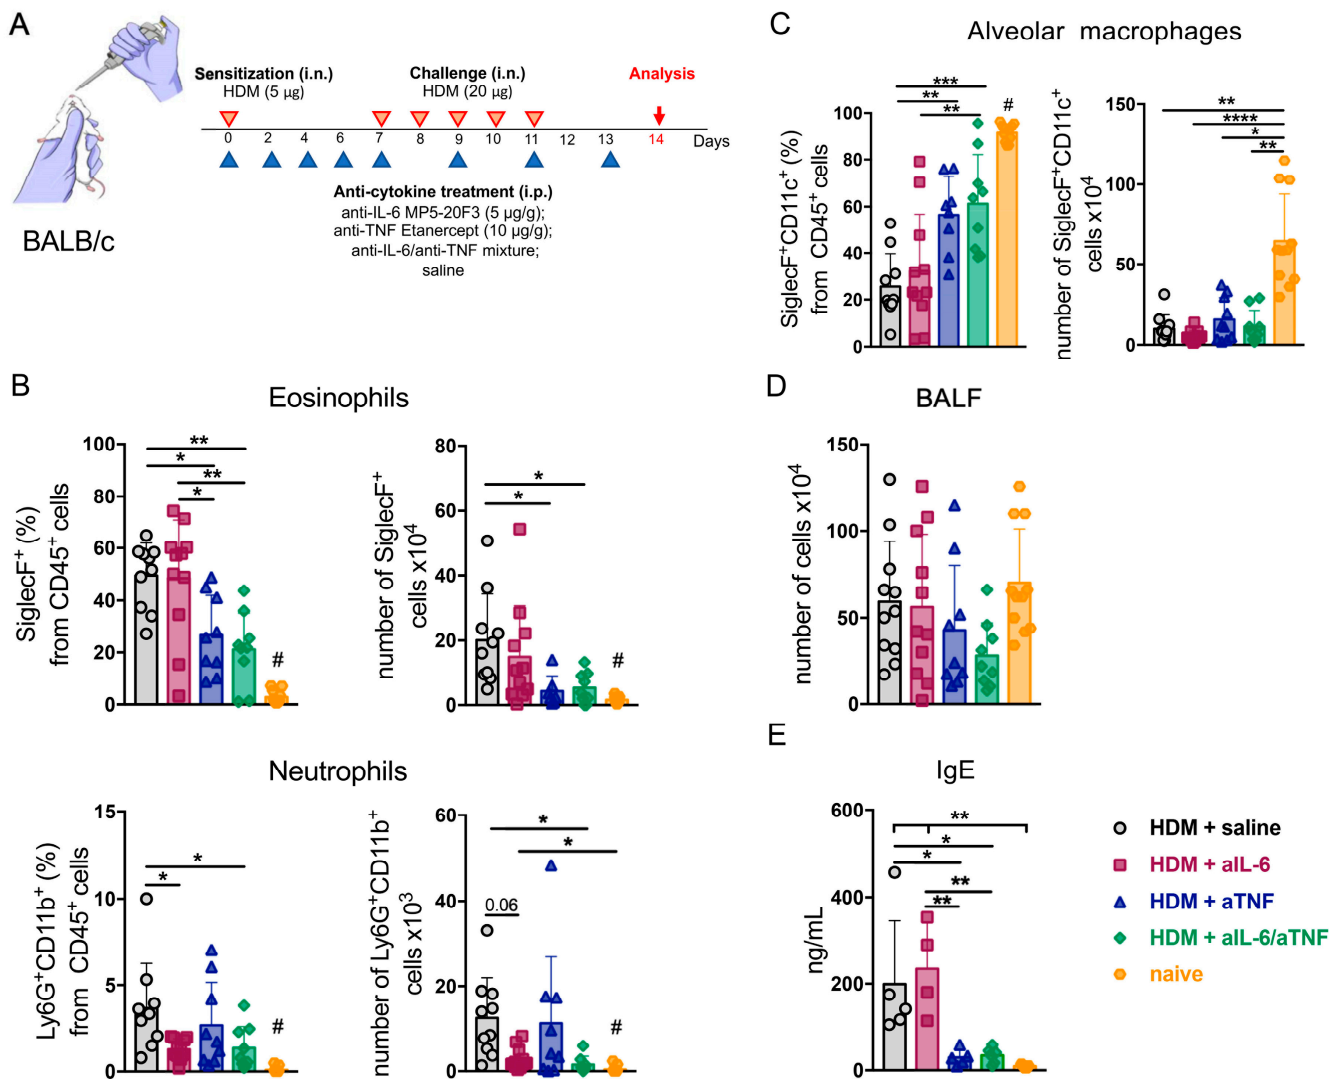 A
Sensitization (i.n.)
HDM (5 µg)
Challenge (i.n.)
HDM (20 µg)
Analysis
0 2 4 6 7 8 9 10 11 12 13 14 Days
Anti-cytokine treatment (i.p.)
anti-IL-6 MP5-20F3 (5 µg/g);
anti-TNF Etanercept (10 µg/g);
anti-IL-6/anti-TNF mixture;
saline
BALB/c
B
Eosinophils
SiglecF+ (%)
from CD45+ cells
100
80
60
40
20
0
**
*
**
*
#
number of SiglecF+
cells x10^4
80
60
40
20
0
*
*
#
Neutrophils
Ly6G+CD11b+ (%)
from CD45+ cells
15
10
5
0
*
*
#
number of Ly6G+CD11b+
cells x10^3
60
40
20
0
*
*
0.06
#
C
Alveolar macrophages
SiglecF+CD11c+ (%)
from CD45+ cells
100
80
60
40
20
0
***
**
**
#
number of SiglecF+CD11c+
cells x10^4
150
100
50
0
**
****
*
**
D
BALF
number of cells x10^4
150
100
50
0
E
IgE
ng/mL
600
400
200
0
**
*
*
**
**
HDM + saline
HDM + aIL-6
HDM + aTNF
HDM + aIL-6/aTNF
naive